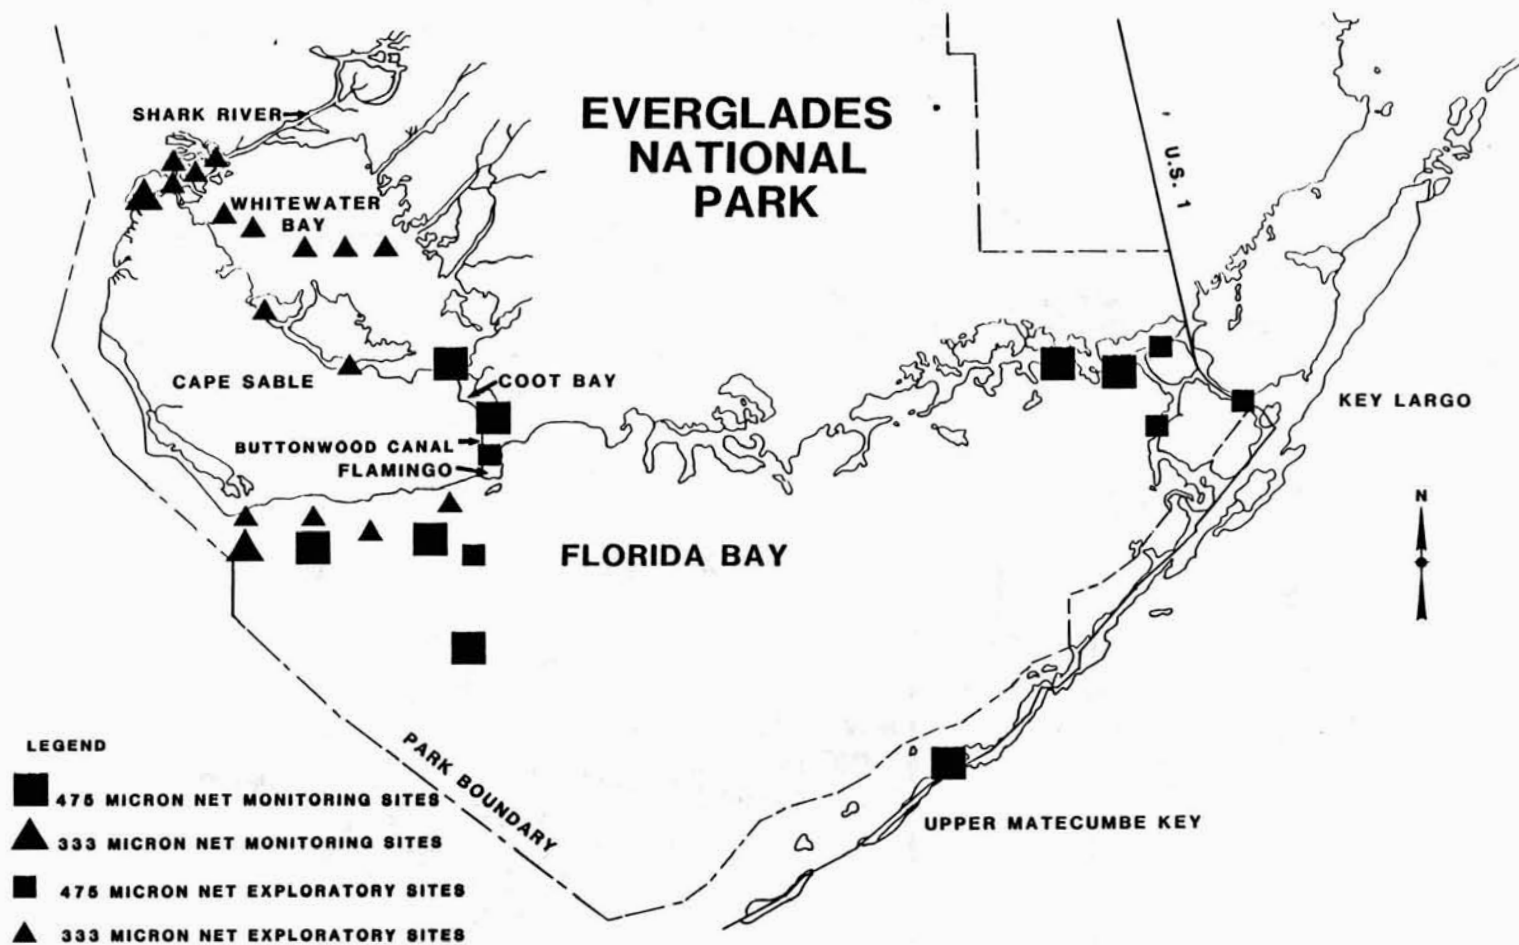 SHARK RIVER
EVERGLADES
NATIONAL
PARK
U.S. 1
WHITEWATER
BAY
CAPE SABLE
COOT BAY
KEY LARGO
BUTTONWOOD CANAL
FLAMINGO
N
FLORIDA BAY
PARK BOUNDARY
UPPER MATECUMBE KEY
LEGEND
475 MICRON NET MONITORING SITES
333 MICRON NET MONITORING SITES
475 MICRON NET EXPLORATORY SITES
333 MICRON NET EXPLORATORY SITES